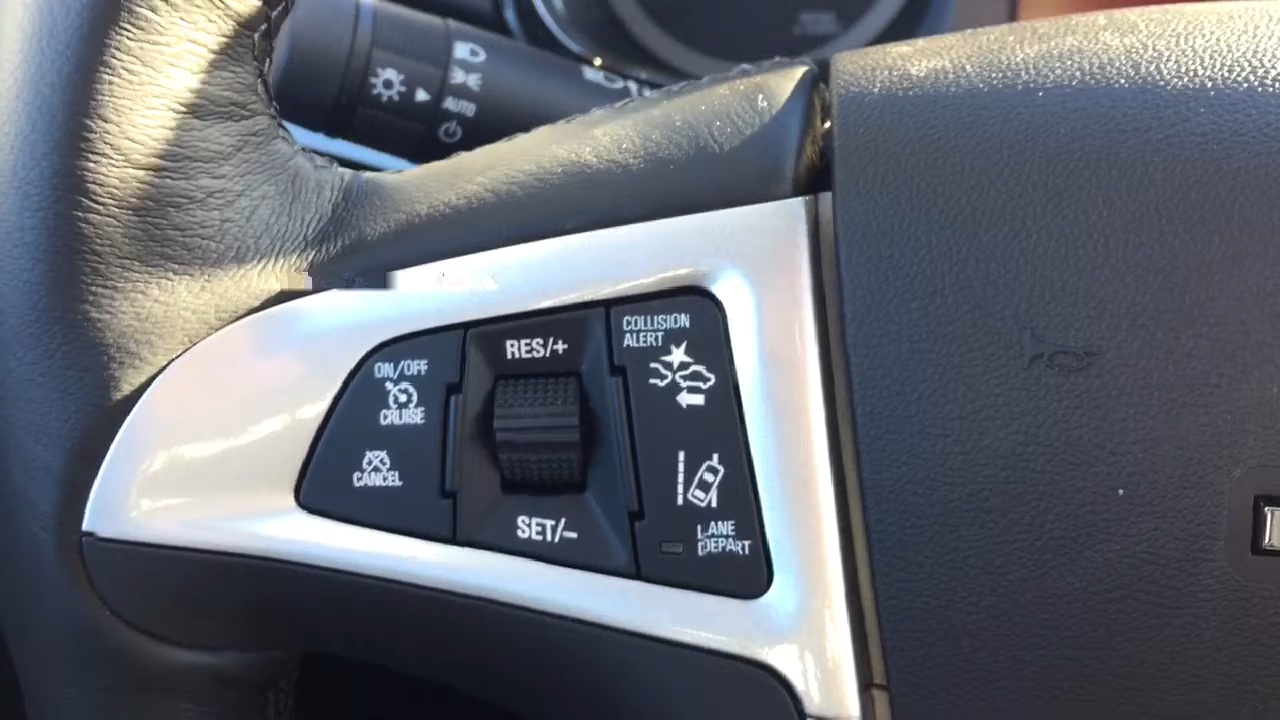 AUTO
RES/+
COLLISION
ALERT
ON/OFF
CRUISE
CANCEL
SET/–
LANE
DEPART